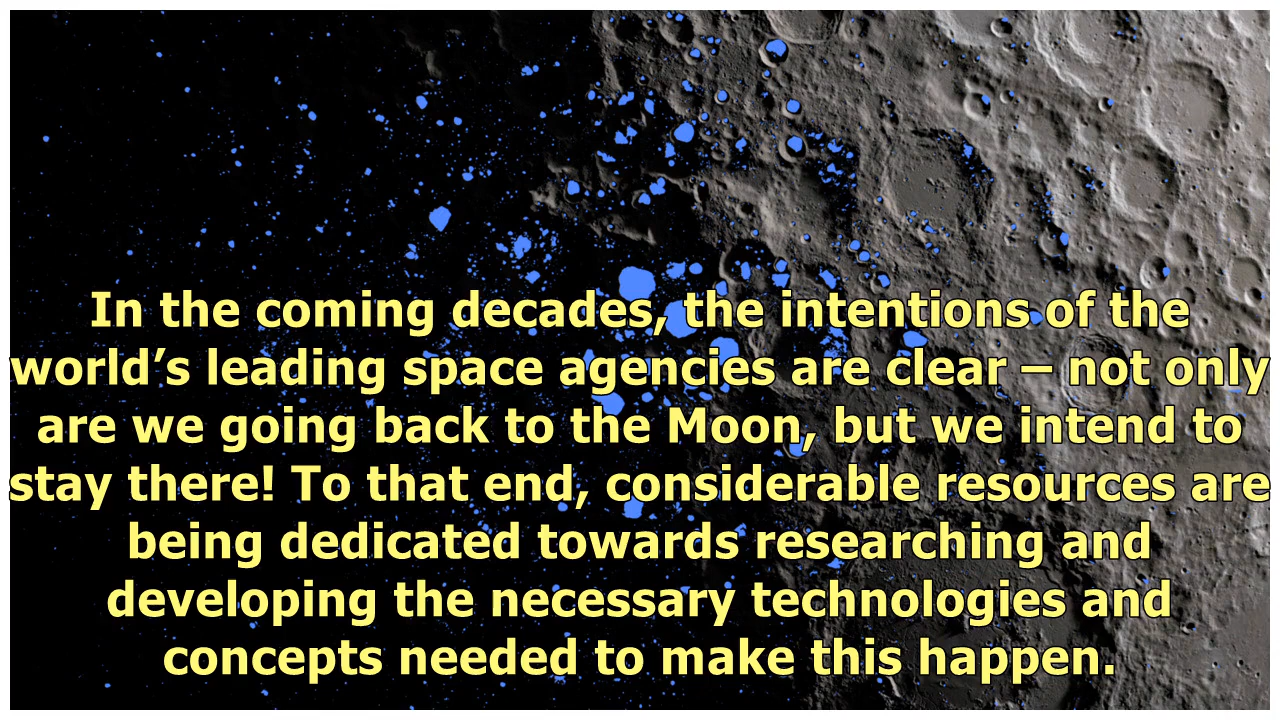 In the coming decades, the intentions of the
world’s leading space agencies are clear – not only
are we going back to the Moon, but we intend to
stay there! To that end, considerable resources are
being dedicated towards researching and
developing the necessary technologies and
concepts needed to make this happen.